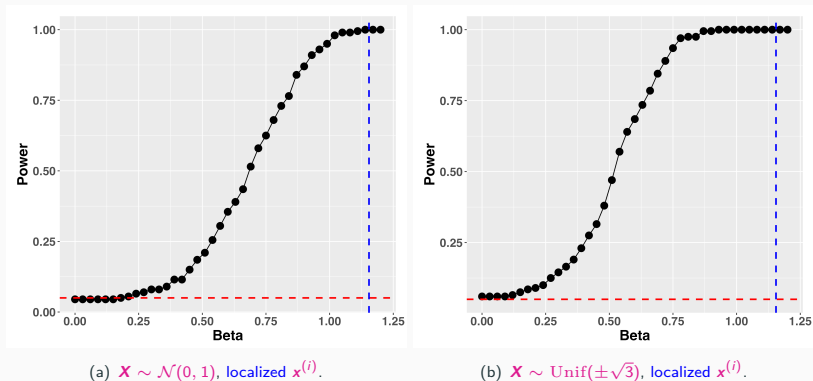 1.00
0.75
0.50
0.25
0.00
Power
0.00 0.25 0.50 0.75 1.00 1.25
Beta
(a) X ∼ 𝒩(0, 1), localized x⁽ⁱ⁾.
1.00
0.75
0.50
0.25
Power
0.00 0.25 0.50 0.75 1.00 1.25
Beta
(b) X ∼ Unif(±√3), localized x⁽ⁱ⁾.